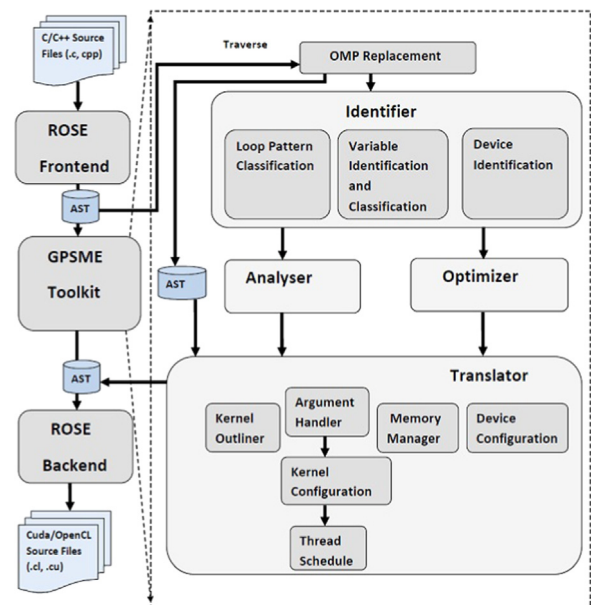 C/C++ Source
Files (.c, cpp)
ROSE
Frontend
AST
GPSME
Toolkit
AST
ROSE
Backend
Cuda/OpenCL
Source Files
(.cl, .cu)
Traverse
OMP Replacement
Identifier
Loop Pattern
Classification
Variable
Identification
and
Classification
Device
Identification
AST
Analyser
Optimizer
Translator
Kernel
Outliner
Argument
Handler
Memory
Manager
Device
Configuration
Kernel
Configuration
Thread
Schedule